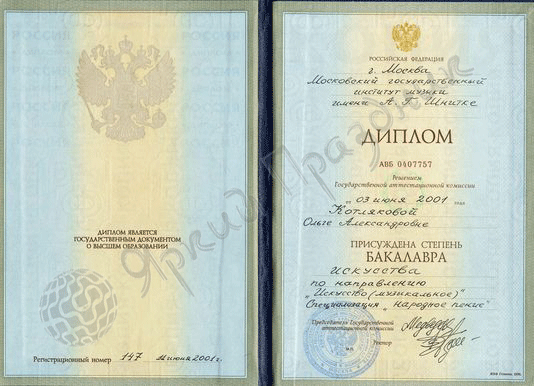 ДИПЛОМ ЯВЛЯЕТСЯ
ГОСУДАРСТВЕННЫМ ДОКУМЕНТОМ
О ВЫСШЕМ ОБРАЗОВАНИИ
Регистрационный номер 147 июня 2001 г.
Яркий Праздник
РОССИЙСКАЯ ФЕДЕРАЦИЯ
г. Москва
Московский государственный
институт музыки
имени А. Г. Шнитке
ДИПЛОМ
АВБ 0407757
Решением
Государственной аттестационной комиссии
от 03 июня 2001 года
Котляковой
Ольге Александровне
ПРИСУЖДЕНА СТЕПЕНЬ
БАКАЛАВРА
искусства
по направлению
„Искусство (музыкальное)"
Специализация „Народное пение"
Председатель Государственной
аттестационной комиссии
Ректор
М.П.